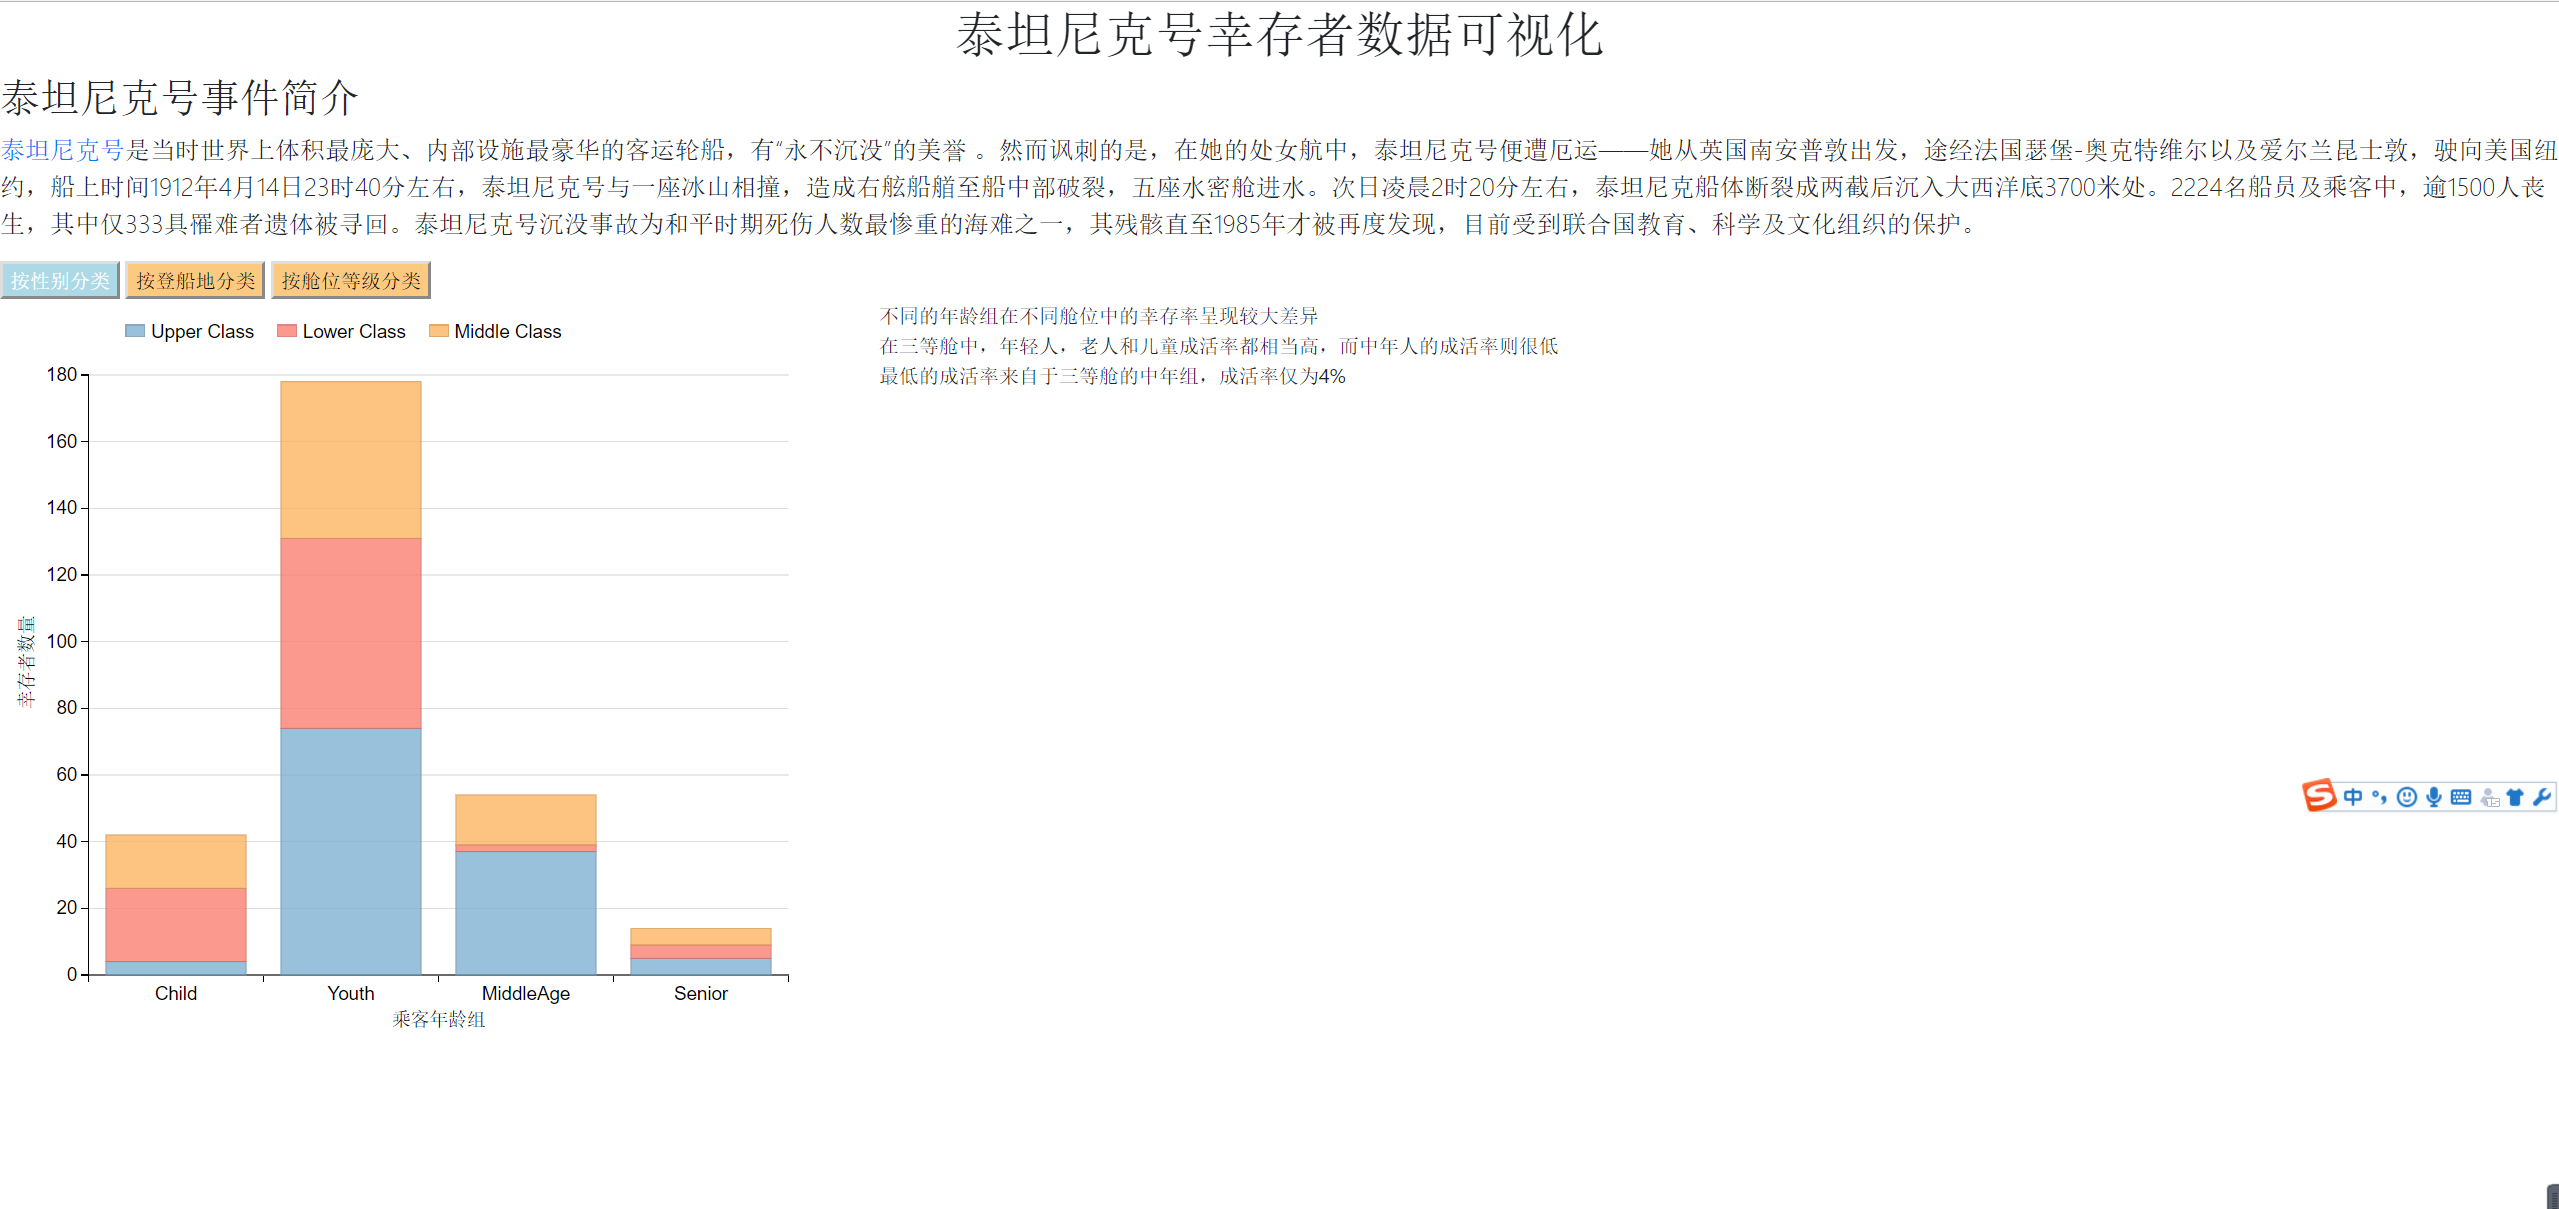 泰坦尼克号幸存者数据可视化
泰坦尼克号事件简介
泰坦尼克号是当时世界上体积最庞大、内部设施最豪华的客运轮船，有“永不沉没”的美誉 。然而讽刺的是，在她的处女航中，泰坦尼克号便遭厄运——她从英国南安普敦出发，途经法国瑟堡-奥克特维尔以及爱尔兰昆士敦，驶向美国纽
约，船上时间1912年4月14日23时40分左右，泰坦尼克号与一座冰山相撞，造成右舷船艏至船中部破裂，五座水密舱进水。次日凌晨2时20分左右，泰坦尼克船体断裂成两截后沉入大西洋底3700米处。2224名船员及乘客中，逾1500人丧
生，其中仅333具罹难者遗体被寻回。泰坦尼克号沉没事故为和平时期死伤人数最惨重的海难之一，其残骸直至1985年才被再度发现，目前受到联合国教育、科学及文化组织的保护。
按性别分类 按登船地分类 按舱位等级分类
Upper Class Lower Class Middle Class
不同的年龄组在不同舱位中的幸存率呈现较大差异
在三等舱中，年轻人，老人和儿童成活率都相当高，而中年人的成活率则很低
最低的成活率来自于三等舱的中年组，成活率仅为4%
180
160
140
120
100
80
60
40
20
0
幸存者数量
Child Youth MiddleAge Senior
乘客年龄组
中